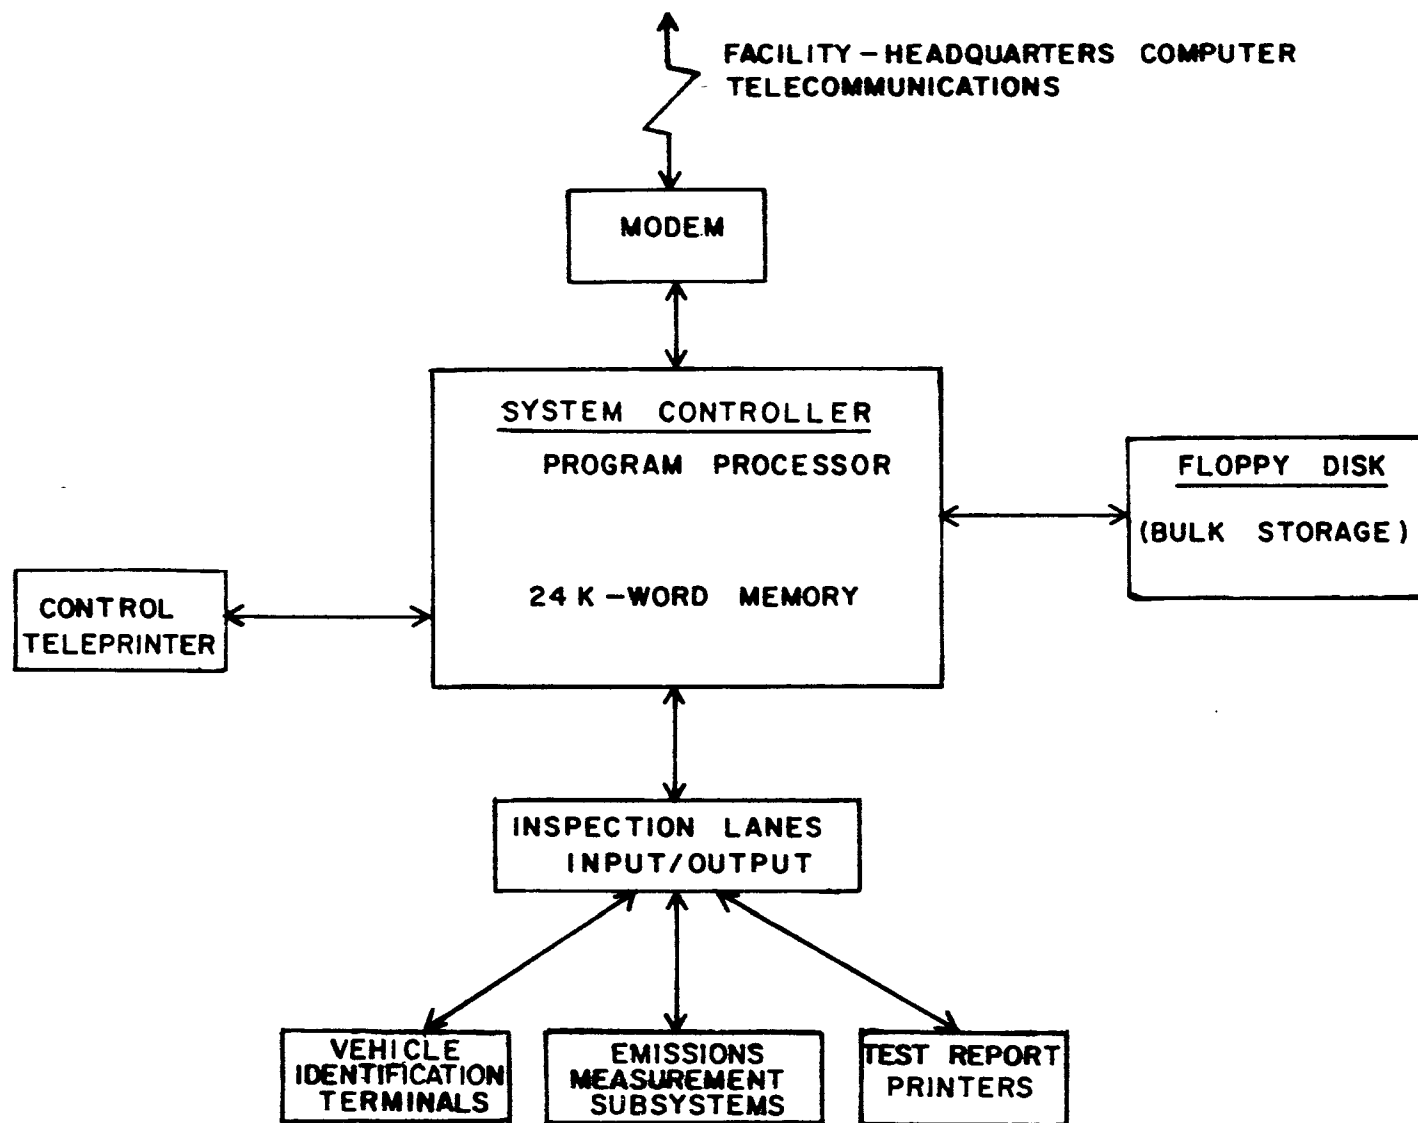 FACILITY-HEADQUARTERS COMPUTER
TELECOMMUNICATIONS
MODEM
SYSTEM CONTROLLER
PROGRAM PROCESSOR
24K-WORD MEMORY
FLOPPY DISK
(BULK STORAGE)
CONTROL
TELEPRINTER
INSPECTION LANES
INPUT/OUTPUT
VEHICLE
IDENTIFICATION
TERMINALS
EMISSIONS
MEASUREMENT
SUBSYSTEMS
TEST REPORT
PRINTERS